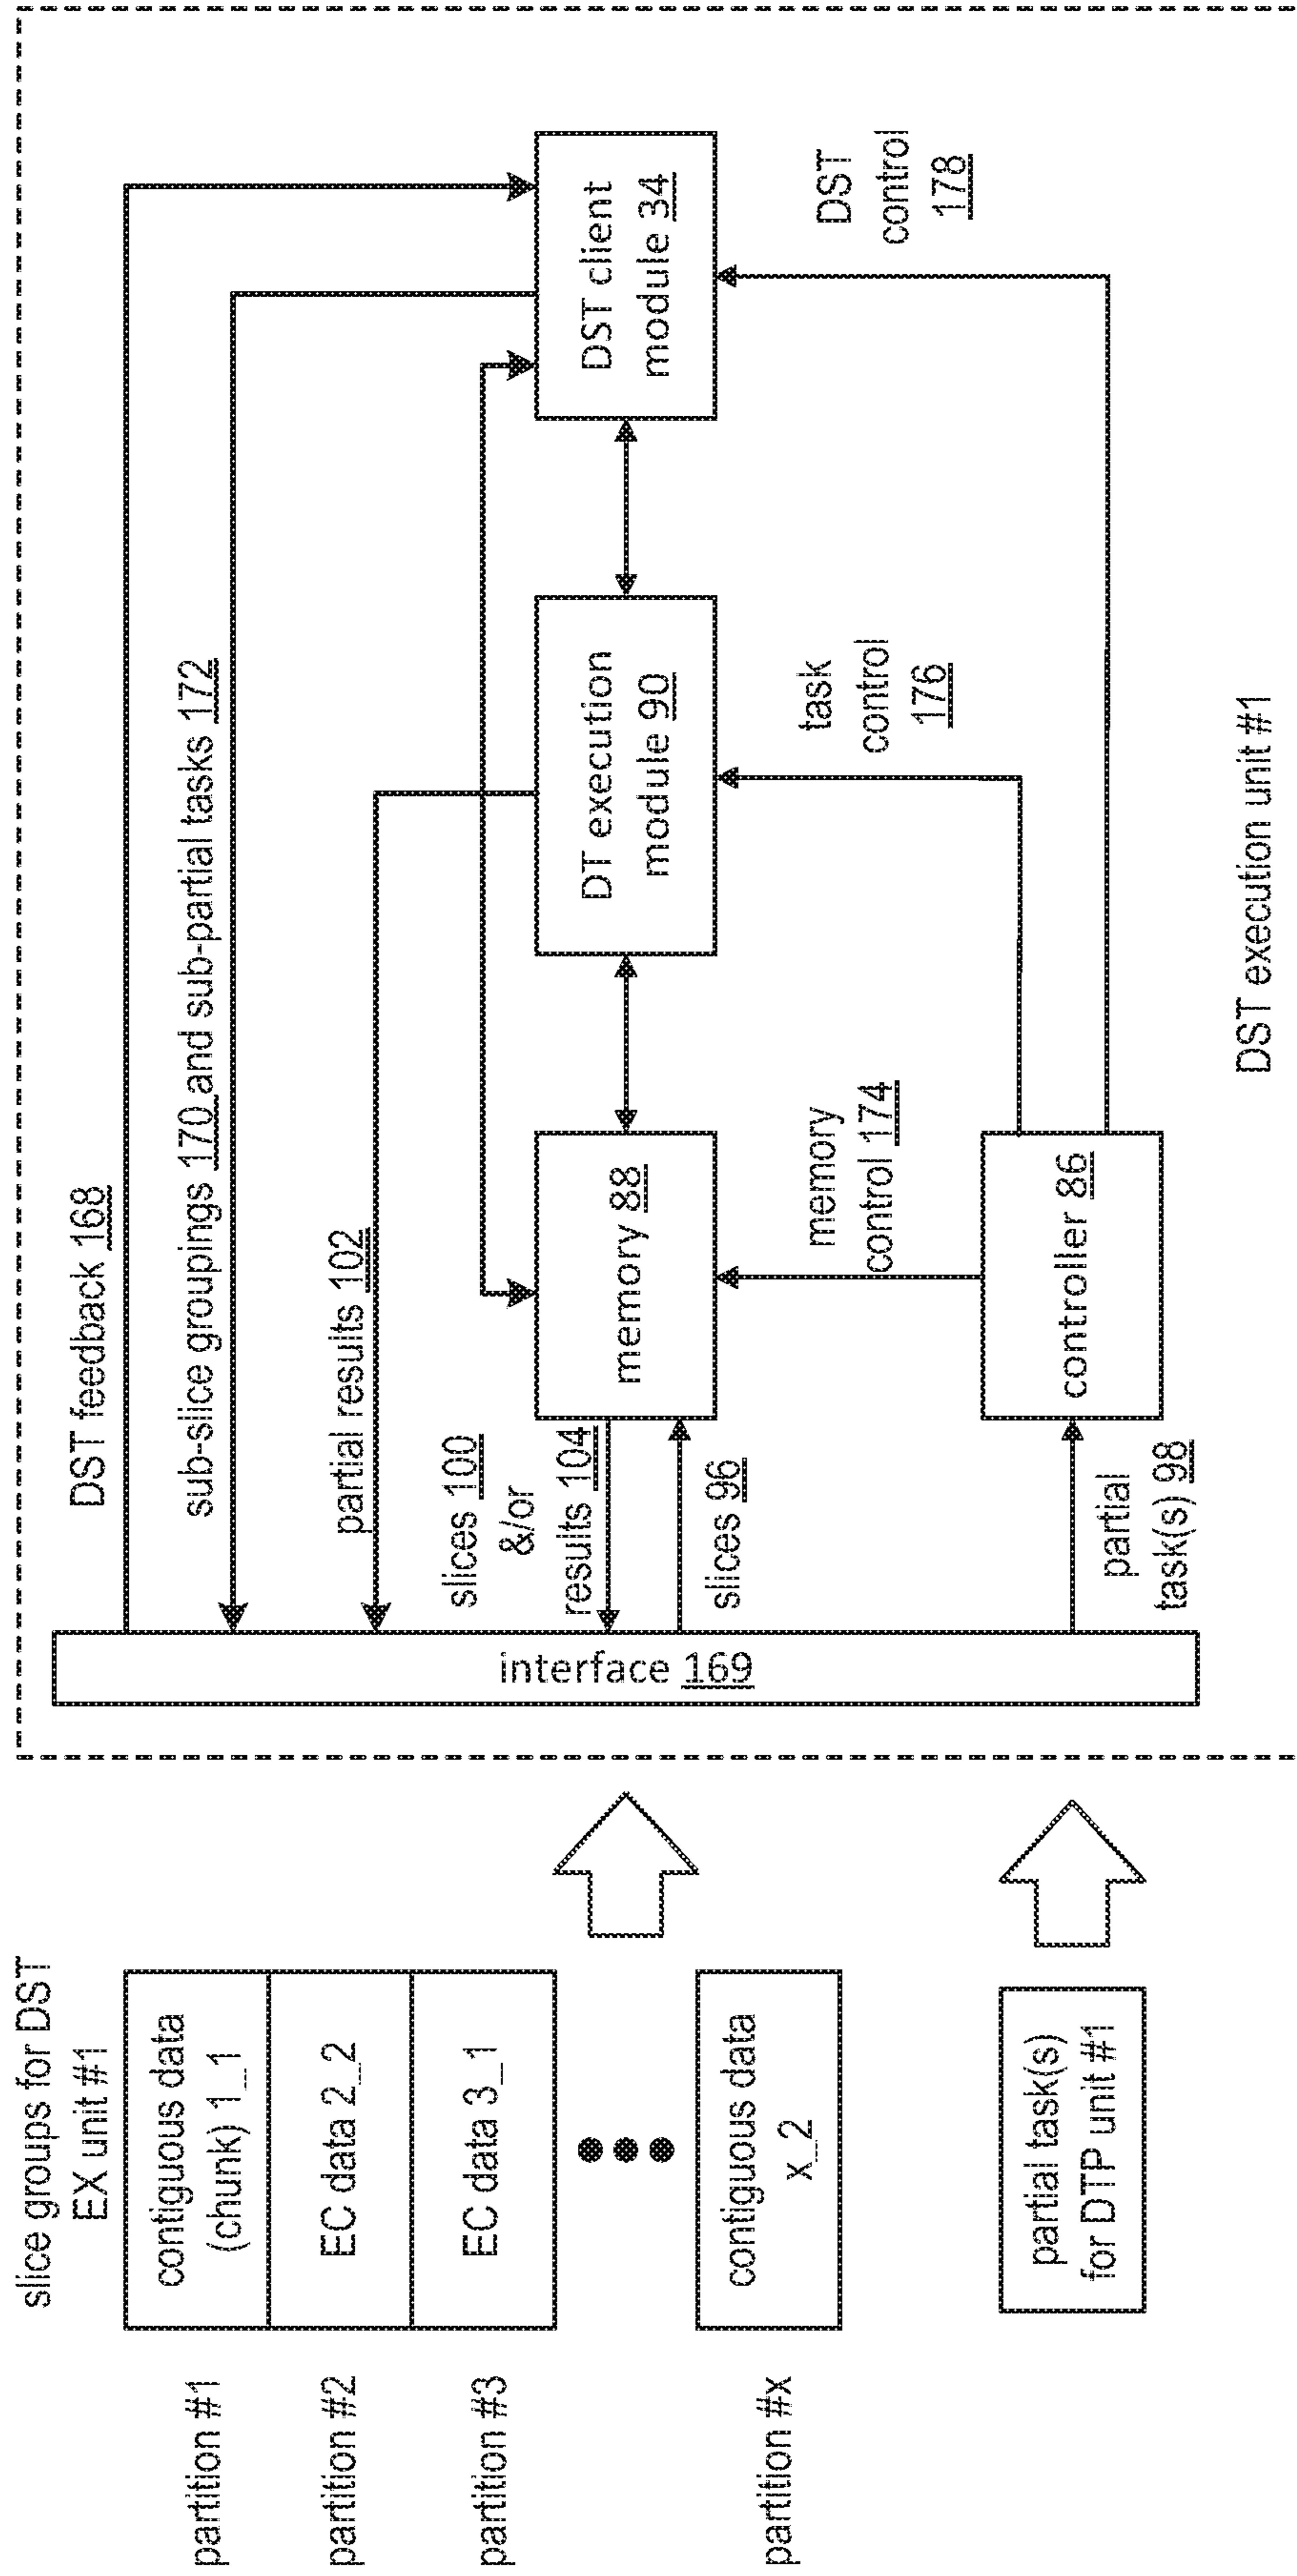 slice groups for DST
EX unit #1
partition #1
contiguous data
(chunk) 1_1
partition #2
EC data 2_2
partition #3
EC data 3_1
partition #x
contiguous data
x_2
partial task(s)
for DTP unit #1
interface 169
DST feedback 168
sub-slice groupings 170 and sub-partial tasks 172
partial results 102
slices 100
&/or
results 104
slices 96
partial
task(s) 98
memory 88
DT execution
module 90
DST client
module 34
memory
control 174
task
control
176
DST
control
178
controller 86
DST execution unit #1